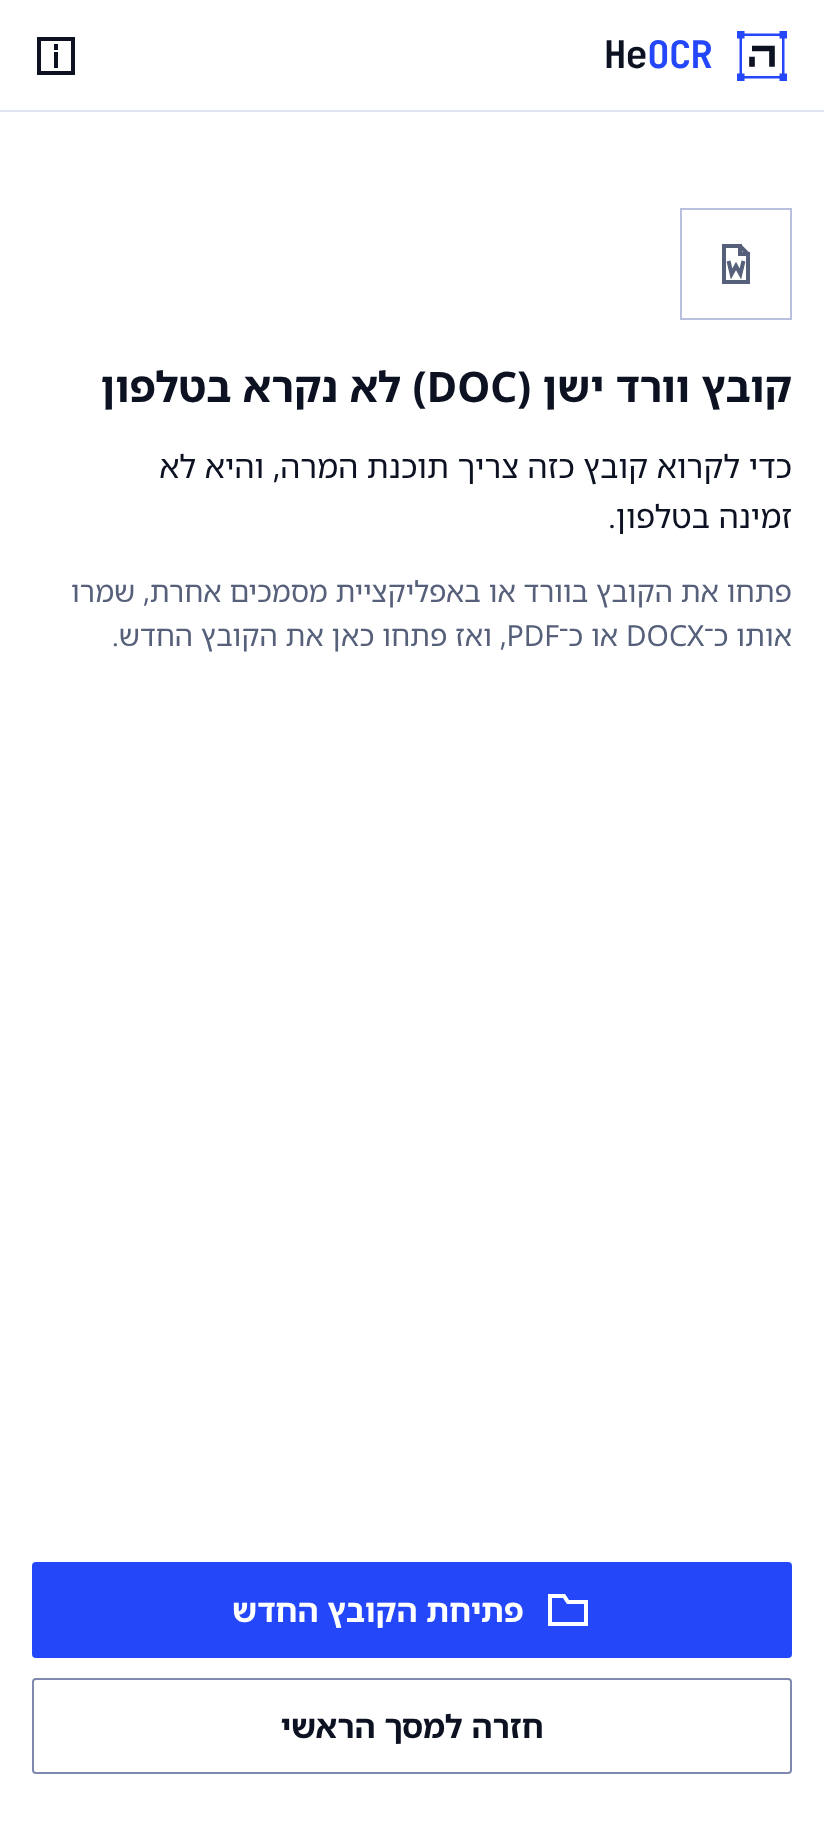 HeOCR
קובץ וורד ישן (DOC) לא נקרא בטלפון
כדי לקרוא קובץ כזה צריך תוכנת המרה, והיא לא
זמינה בטלפון.
פתחו את הקובץ בוורד או באפליקציית מסמכים אחרת, שמרו
אותו כ־DOCX או כ־PDF, ואז פתחו כאן את הקובץ החדש.
פתיחת הקובץ החדש
חזרה למסך הראשי